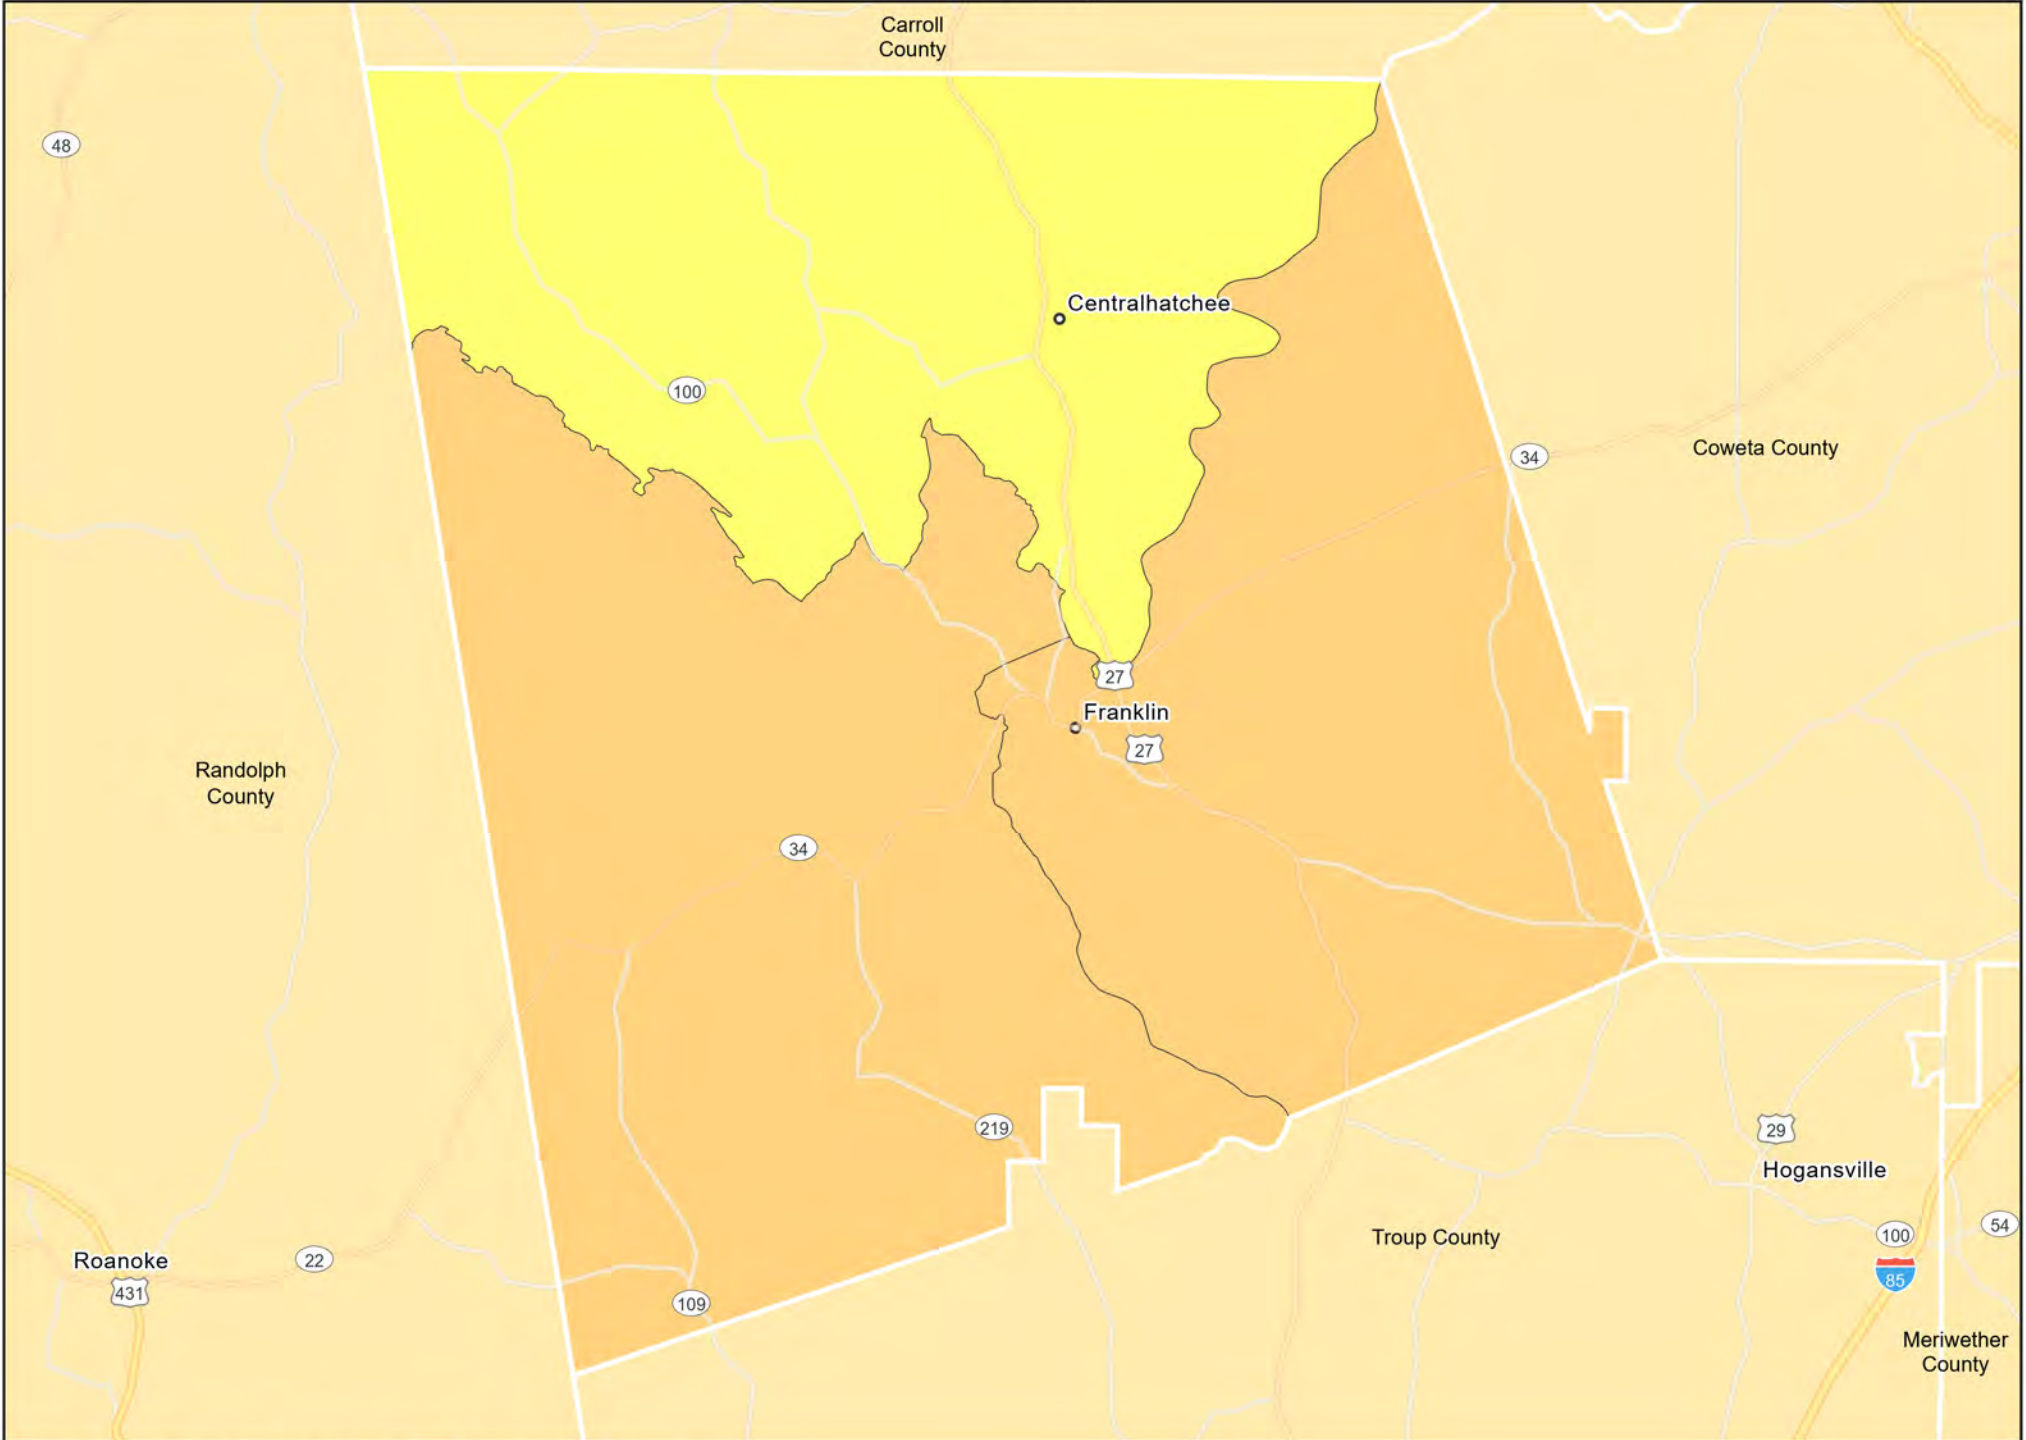 Carroll
County
48
Centralhatchee
100
34
Coweta County
27
Franklin
27
Randolph
County
34
219
29
Hogansville
54
100
Troup County
Roanoke
22
431
85
109
Meriwether
County